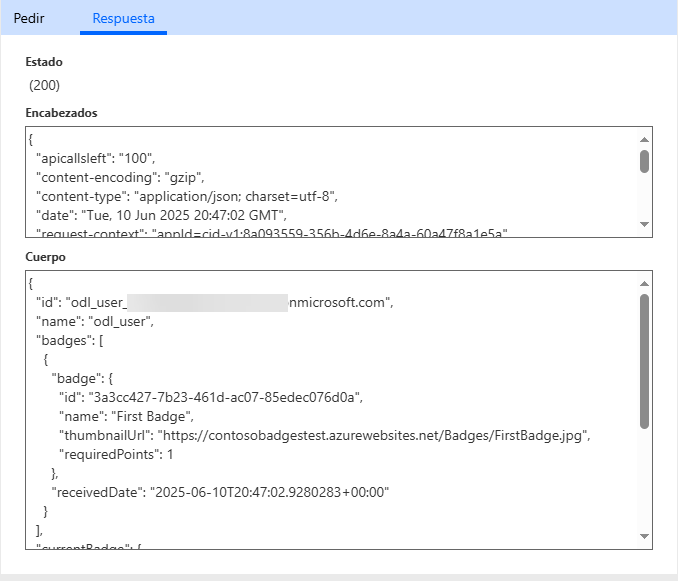 Pedir Respuesta
Estado
(200)
Encabezados
{
"apicallsleft": "100",
"content-encoding": "gzip",
"content-type": "application/json; charset=utf-8",
"date": "Tue, 10 Jun 2025 20:47:02 GMT",
"request-context": "appId=cid-v1:8a093559-356b-4d6e-8a4a-60a47f8a1e5a"
Cuerpo
{
"id": "odl_user_ nmicrosoft.com",
"name": "odl_user",
"badges": [
{
"badge": {
"id": "3a3cc427-7b23-461d-ac07-85edec076d0a",
"name": "First Badge",
"thumbnailUrl": "https://contosobadgestest.azurewebsites.net/Badges/FirstBadge.jpg",
"requiredPoints": 1
},
"receivedDate": "2025-06-10T20:47:02.9280283+00:00"
}
],
"currentBadge": {